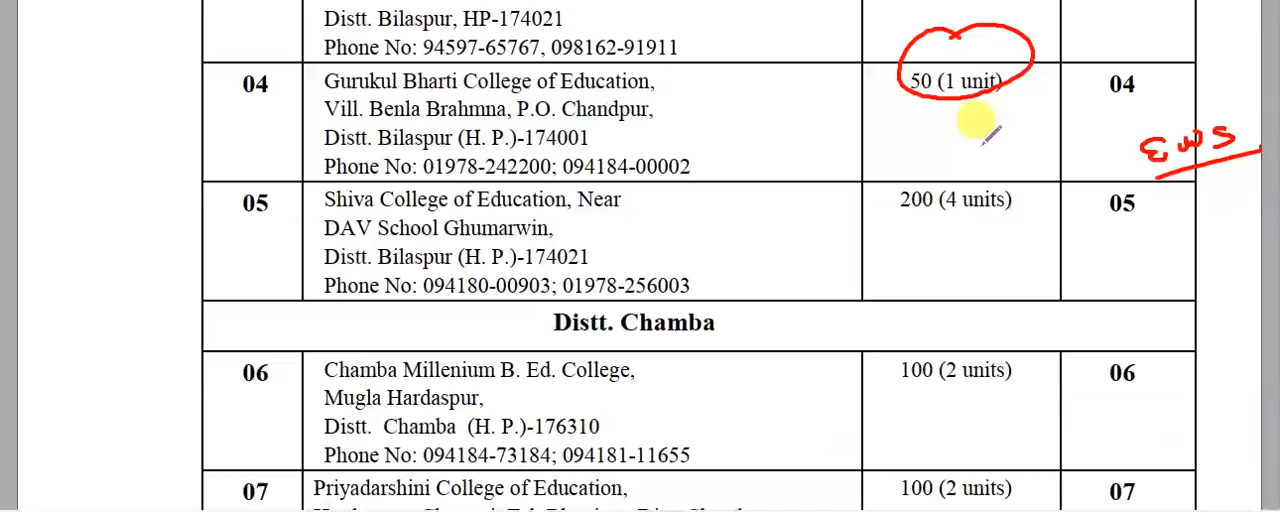 Distt. Bilaspur, HP-174021
Phone No: 94597-65767, 098162-91911
04 Gurukul Bharti College of Education, 50 (1 unit) 04
Vill. Benla Brahmna, P.O. Chandpur,
Distt. Bilaspur (H. P.)-174001
EWS
Phone No: 01978-242200; 094184-00002
05 Shiva College of Education, Near 200 (4 units) 05
DAV School Ghumarwin,
Distt. Bilaspur (H. P.)-174021
Phone No: 094180-00903; 01978-256003
Distt. Chamba
06 Chamba Millenium B. Ed. College, 100 (2 units) 06
Mugla Hardaspur,
Distt. Chamba (H. P.)-176310
Phone No: 094184-73184; 094181-11655
07 Priyadarshini College of Education, 100 (2 units) 07